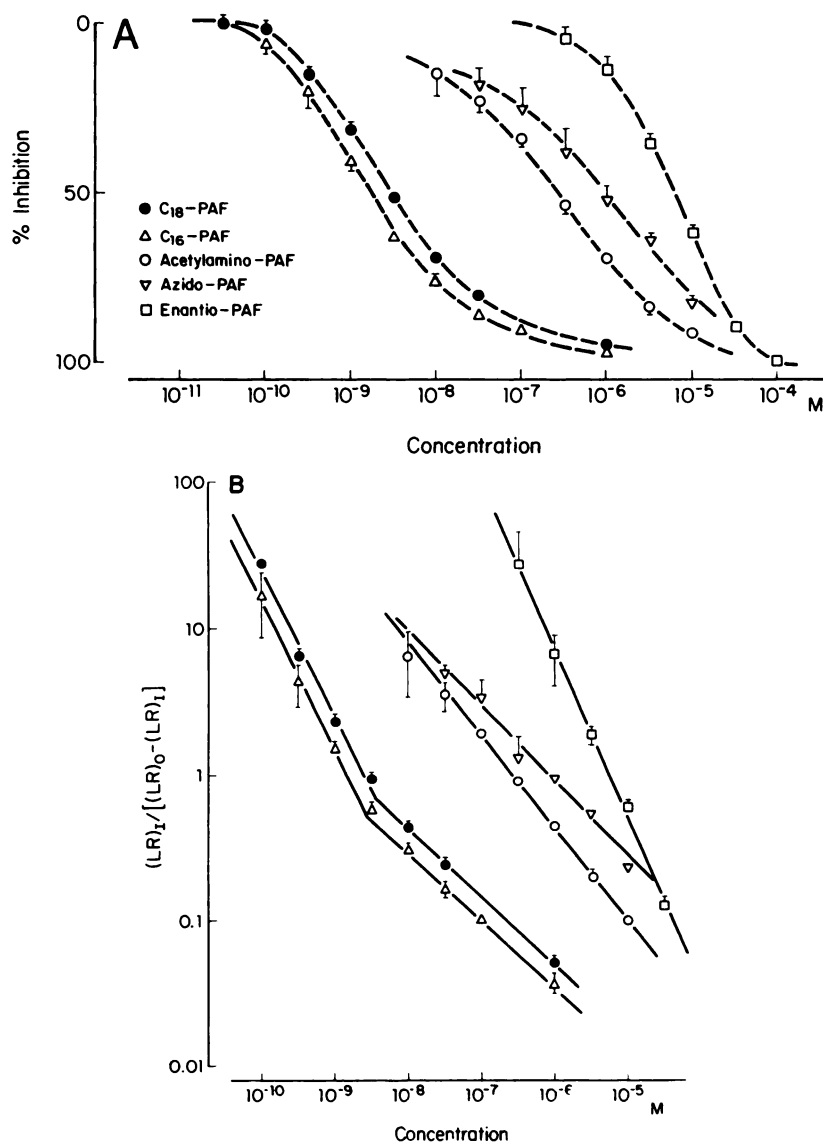 A
0
50
100
% Inhibition
● C₁₈-PAF
△ C₁₆-PAF
○ Acetylamino-PAF
▽ Azido-PAF
□ Enantio-PAF
10⁻¹¹ 10⁻¹⁰ 10⁻⁹ 10⁻⁸ 10⁻⁷ 10⁻⁶ 10⁻⁵ 10⁻⁴
M
Concentration
B
100
10
1
0.1
0.01
(LR)I/[(LR)O-(LR)I]
10⁻¹⁰ 10⁻⁹ 10⁻⁸ 10⁻⁷ 10⁻⁶ 10⁻⁵
M
Concentration